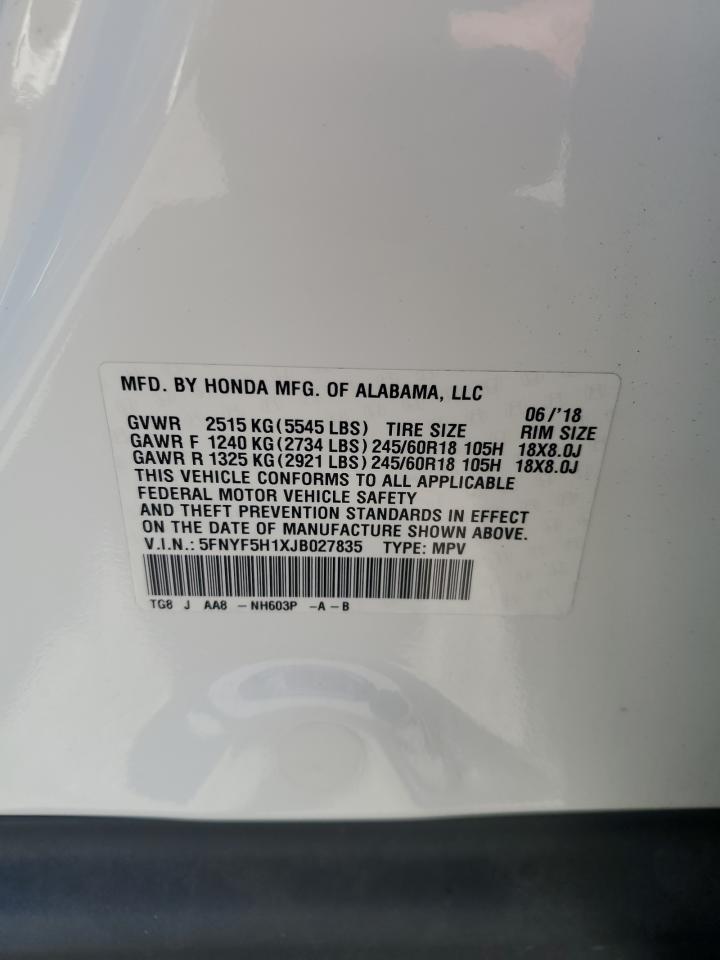 MFD. BY HONDA MFG. OF ALABAMA, LLC
06/'18
GVWR 2515 KG (5545 LBS) TIRE SIZE RIM SIZE
GAWR F 1240 KG (2734 LBS) 245/60R18 105H 18X8.0J
GAWR R 1325 KG (2921 LBS) 245/60R18 105H 18X8.0J
THIS VEHICLE CONFORMS TO ALL APPLICABLE
FEDERAL MOTOR VEHICLE SAFETY
AND THEFT PREVENTION STANDARDS IN EFFECT
ON THE DATE OF MANUFACTURE SHOWN ABOVE.
V.I.N.: 5FNYF5H1XJB027835 TYPE: MPV
TG8 J AA8 - NH603P -A - B